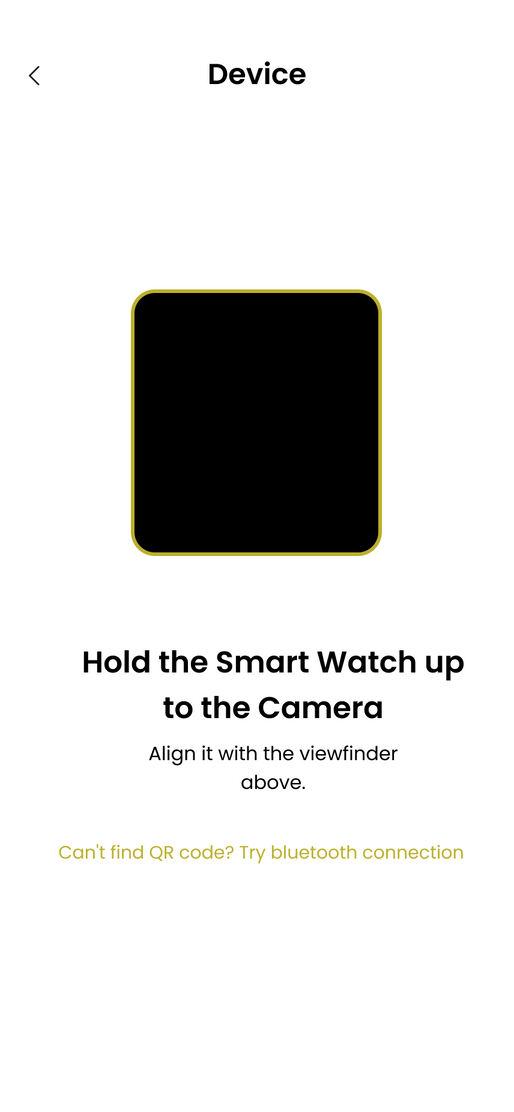 Device
Hold the Smart Watch up
to the Camera
Align it with the viewfinder
above.
Can't find QR code? Try bluetooth connection